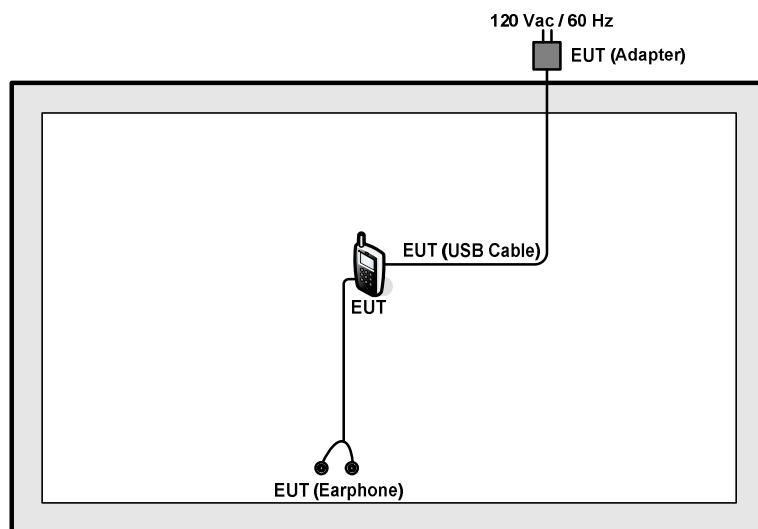 120 Vac / 60 Hz
EUT (Adapter)
EUT (USB Cable)
EUT
EUT (Earphone)